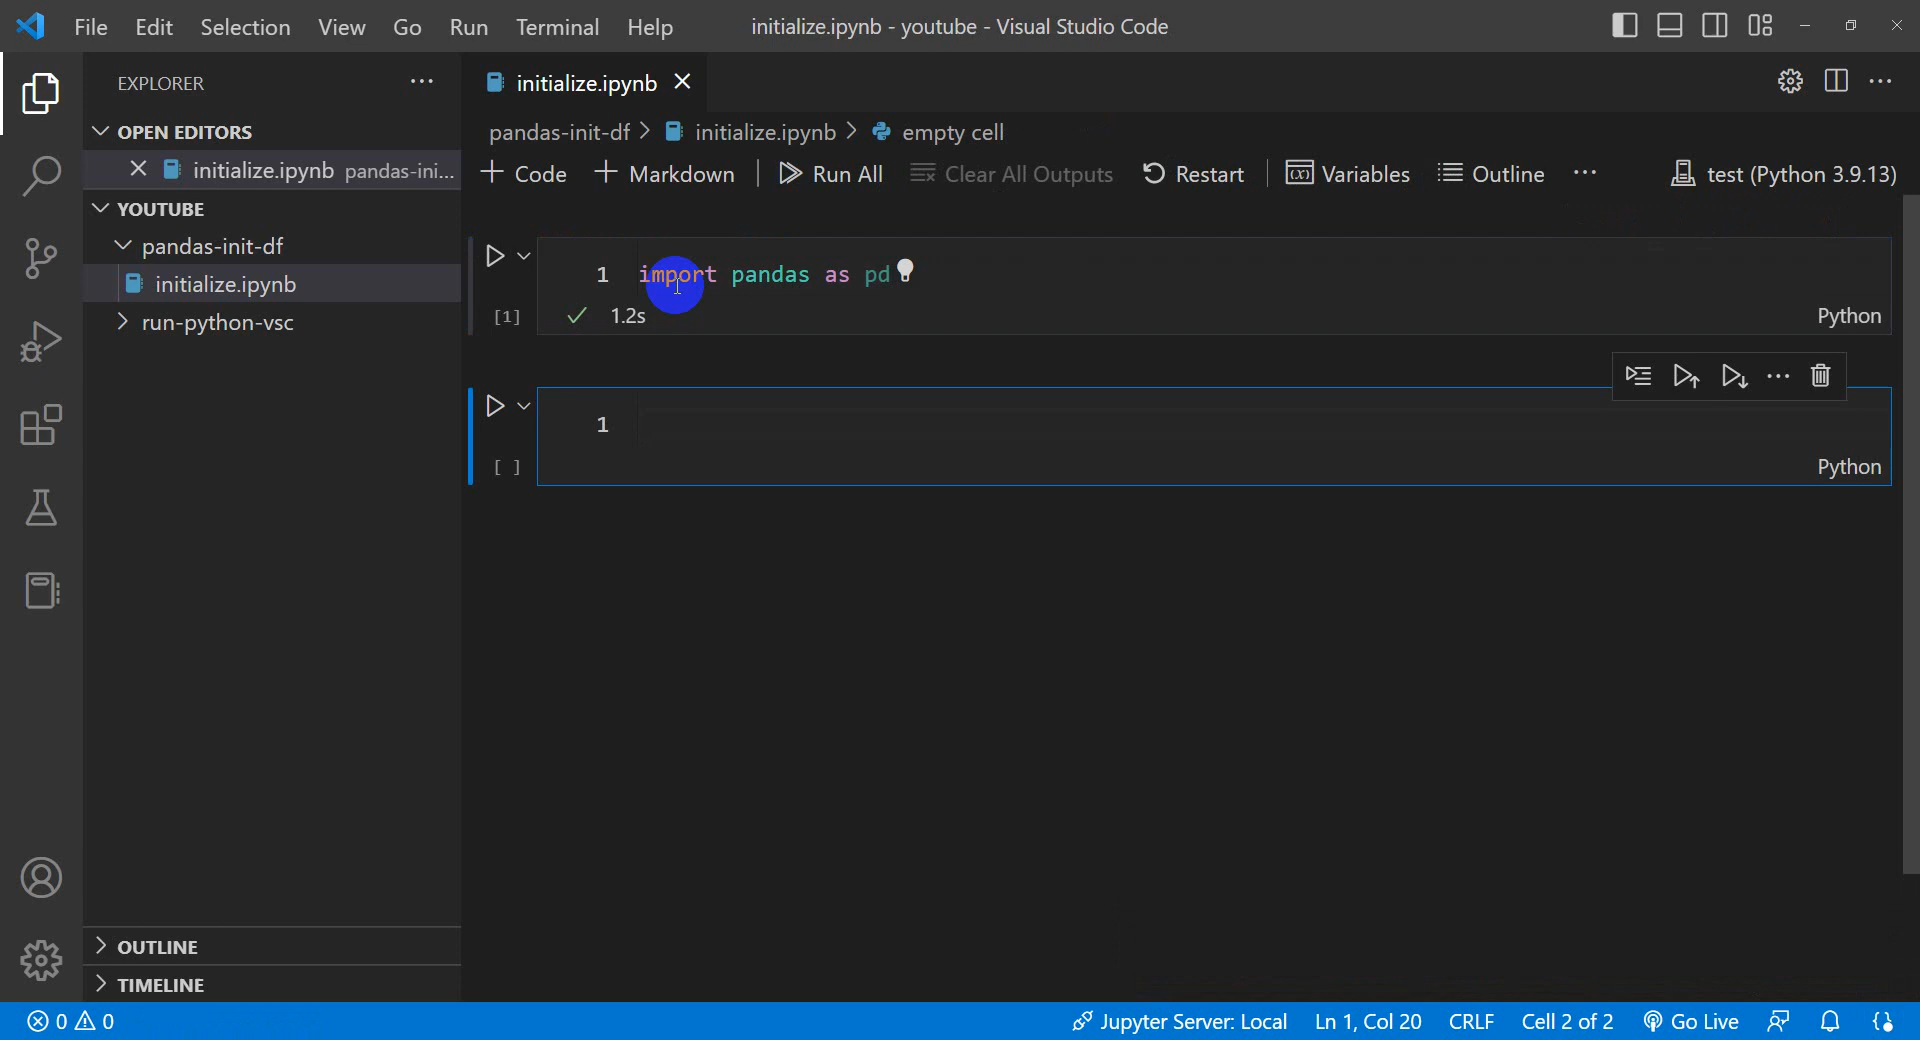 File Edit Selection View Go Run Terminal Help initialize.ipynb - youtube - Visual Studio Code
EXPLORER
OPEN EDITORS
initialize.ipynb pandas-ini...
YOUTUBE
pandas-init-df
initialize.ipynb
run-python-vsc
OUTLINE
TIMELINE
initialize.ipynb
pandas-init-df > initialize.ipynb > empty cell
+ Code + Markdown | Run All Clear All Outputs Restart | Variables Outline ... test (Python 3.9.13)
1 import pandas as pd
[1] 1.2s Python
1
[ ] Python
0 0 Jupyter Server: Local Ln 1, Col 20 CRLF Cell 2 of 2 Go Live